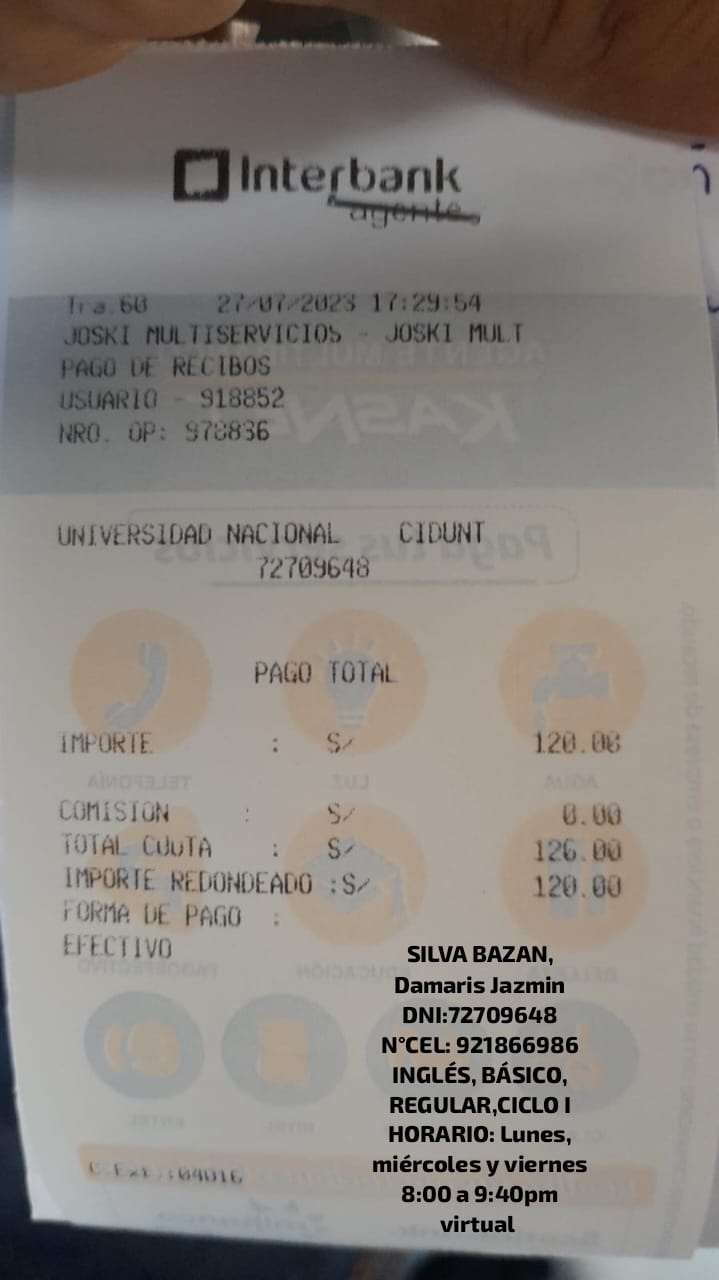 Interbank
agente
Tra.60 27/07/2023 17:29:54
JOSKI MULTISERVICIOS - JOSKI MULT
PAGO DE RECIBOS
USUARIO - 918852
NRO. OP: 978836
UNIVERSIDAD NACIONAL CIDUNT
72709648
PAGO TOTAL
IMPORTE : S/ 120.00
COMISION : S/ 0.00
TOTAL CUOTA : S/ 120.00
IMPORTE REDONDEADO :S/ 120.00
FORMA DE PAGO :
EFECTIVO
SILVA BAZAN,
Damaris Jazmin
DNI:72709648
N°CEL: 921866986
INGLÉS, BÁSICO,
REGULAR,CICLO I
HORARIO: Lunes,
miércoles y viernes
8:00 a 9:40pm
virtual